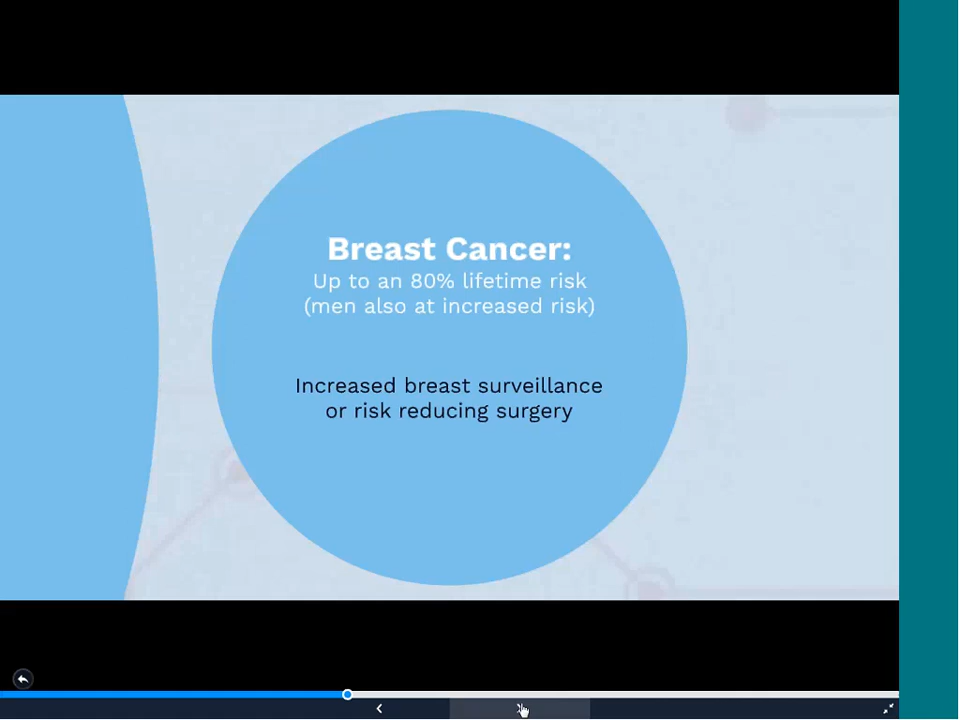 Breast Cancer:
Up to an 80% lifetime risk
(men also at increased risk)
Increased breast surveillance
or risk reducing surgery